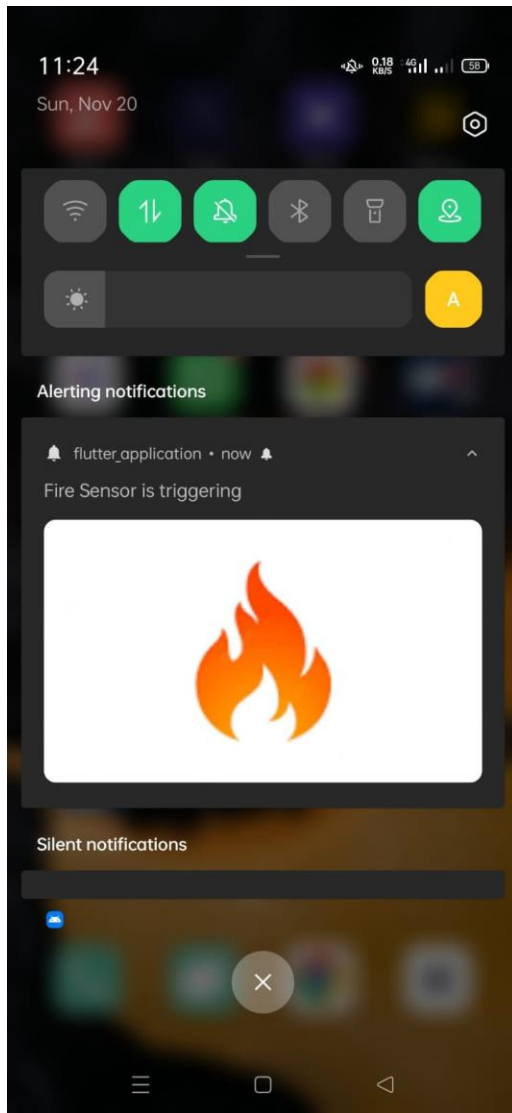 11:24
0.18 KB/S 4G 58
Sun, Nov 20
A
Alerting notifications
flutter_application • now
Fire Sensor is triggering
Silent notifications